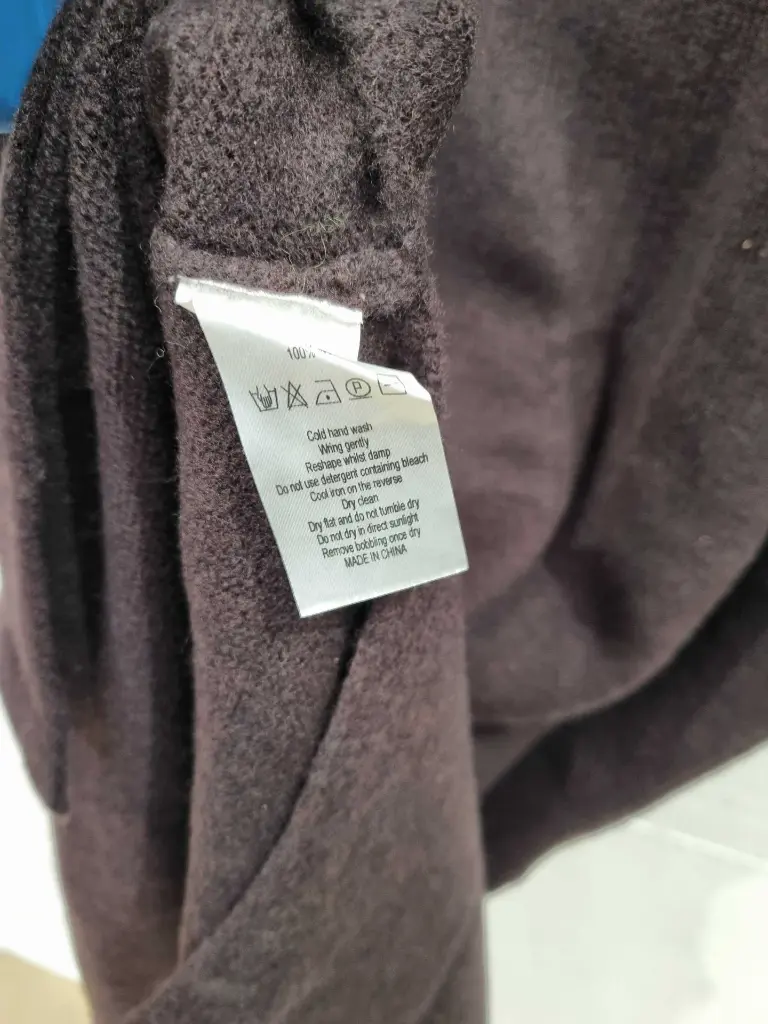 100%
P
Cold hand wash
Wring gently
Reshape whilst damp
Do not use detergent containing bleach
Cool iron on the reverse
Dry clean
Dry flat and do not tumble dry
Do not dry in direct sunlight
Remove bobbling once dry
MADE IN CHINA